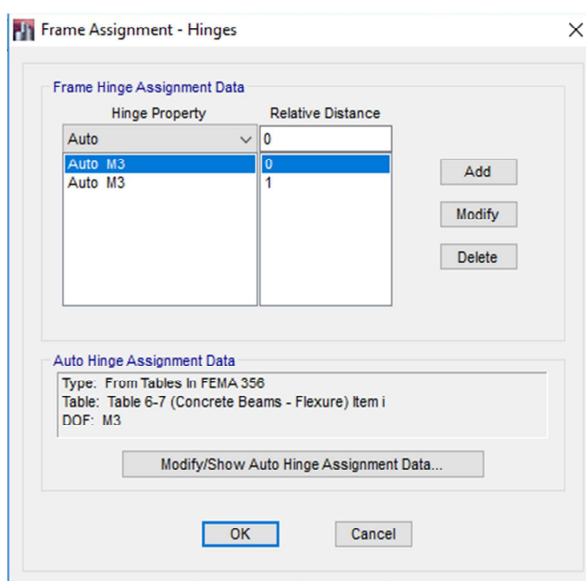 Frame Assignment - Hinges
Frame Hinge Assignment Data
Hinge Property Relative Distance
Auto 0
Auto M3 0
Auto M3 1
Add
Modify
Delete
Auto Hinge Assignment Data
Type: From Tables In FEMA 356
Table: Table 6-7 (Concrete Beams - Flexure) Item i
DOF: M3
Modify/Show Auto Hinge Assignment Data...
OK Cancel